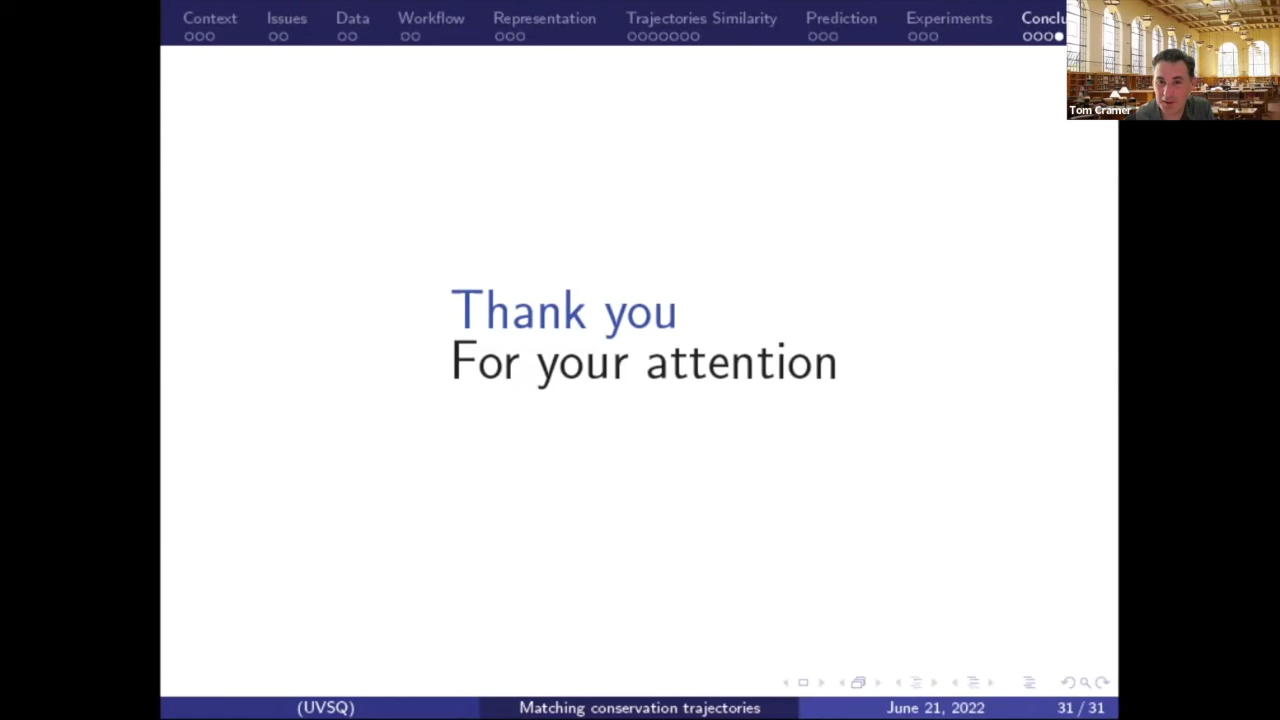 Context Issues Data Workflow Representation Trajectories Similarity Prediction Experiments Conclu
Tom Cramer
Thank you
For your attention
(UVSQ) Matching conservation trajectories June 21, 2022 31 / 31